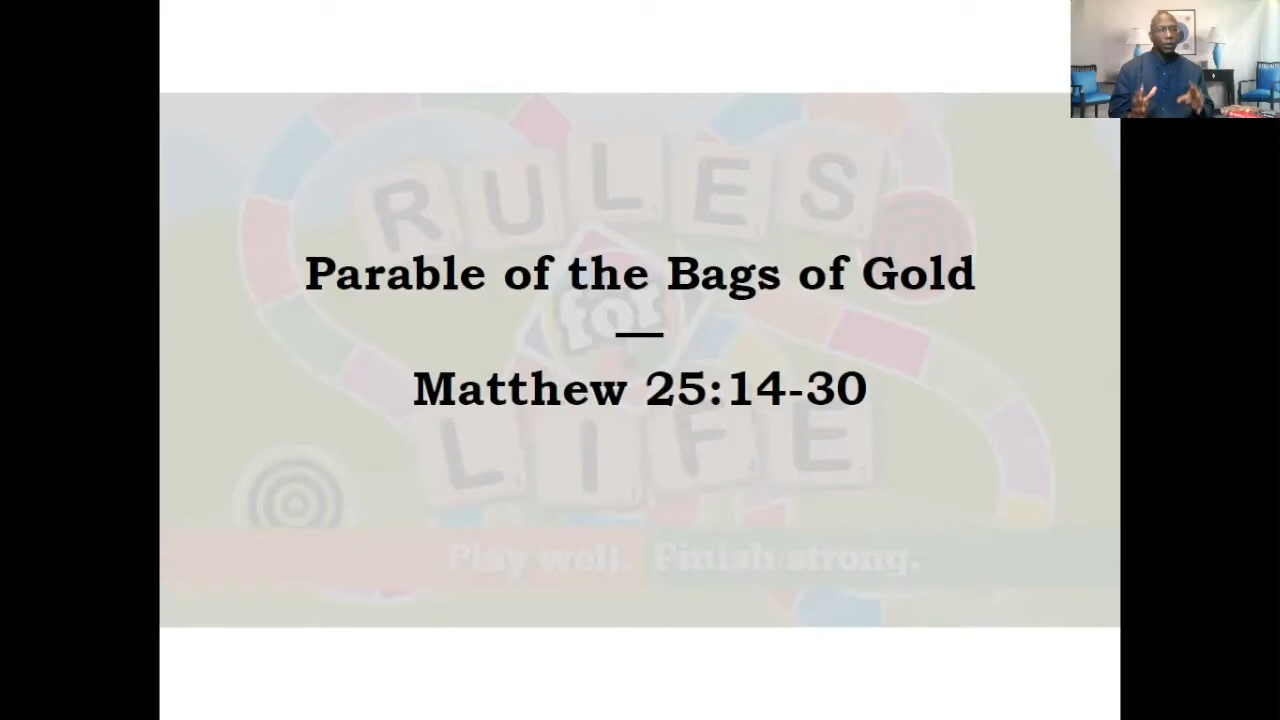 RULES
Parable of the Bags of Gold
for
—
Matthew 25:14-30
LIFE
Play well. Finish strong.